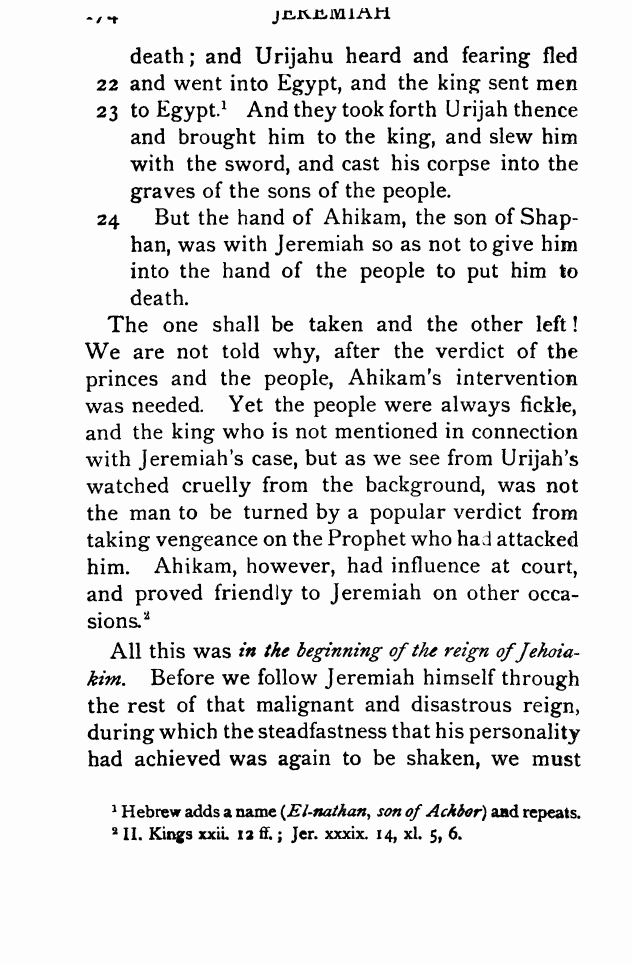 JEREMIAH
death; and Urijahu heard and fearing fled
22 and went into Egypt, and the king sent men
23 to Egypt.¹ And they took forth Urijah thence
and brought him to the king, and slew him
with the sword, and cast his corpse into the
graves of the sons of the people.
24 But the hand of Ahikam, the son of Shap-
han, was with Jeremiah so as not to give him
into the hand of the people to put him to
death.
The one shall be taken and the other left!
We are not told why, after the verdict of the
princes and the people, Ahikam's intervention
was needed. Yet the people were always fickle,
and the king who is not mentioned in connection
with Jeremiah's case, but as we see from Urijah's
watched cruelly from the background, was not
the man to be turned by a popular verdict from
taking vengeance on the Prophet who had attacked
him. Ahikam, however, had influence at court,
and proved friendly to Jeremiah on other occa-
sions.²
All this was in the beginning of the reign of Jehoia-
kim. Before we follow Jeremiah himself through
the rest of that malignant and disastrous reign,
during which the steadfastness that his personality
had achieved was again to be shaken, we must
¹ Hebrew adds a name (El-nathan, son of Achbor) and repeats.
² II. Kings xxii. 12 ff.; Jer. xxxix. 14, xl. 5, 6.